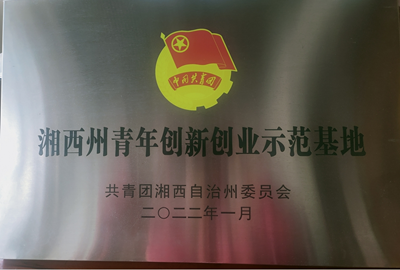 中国共青团
湘西州青年创新创业示范基地
共青团湘西自治州委员会
二〇二二年一月